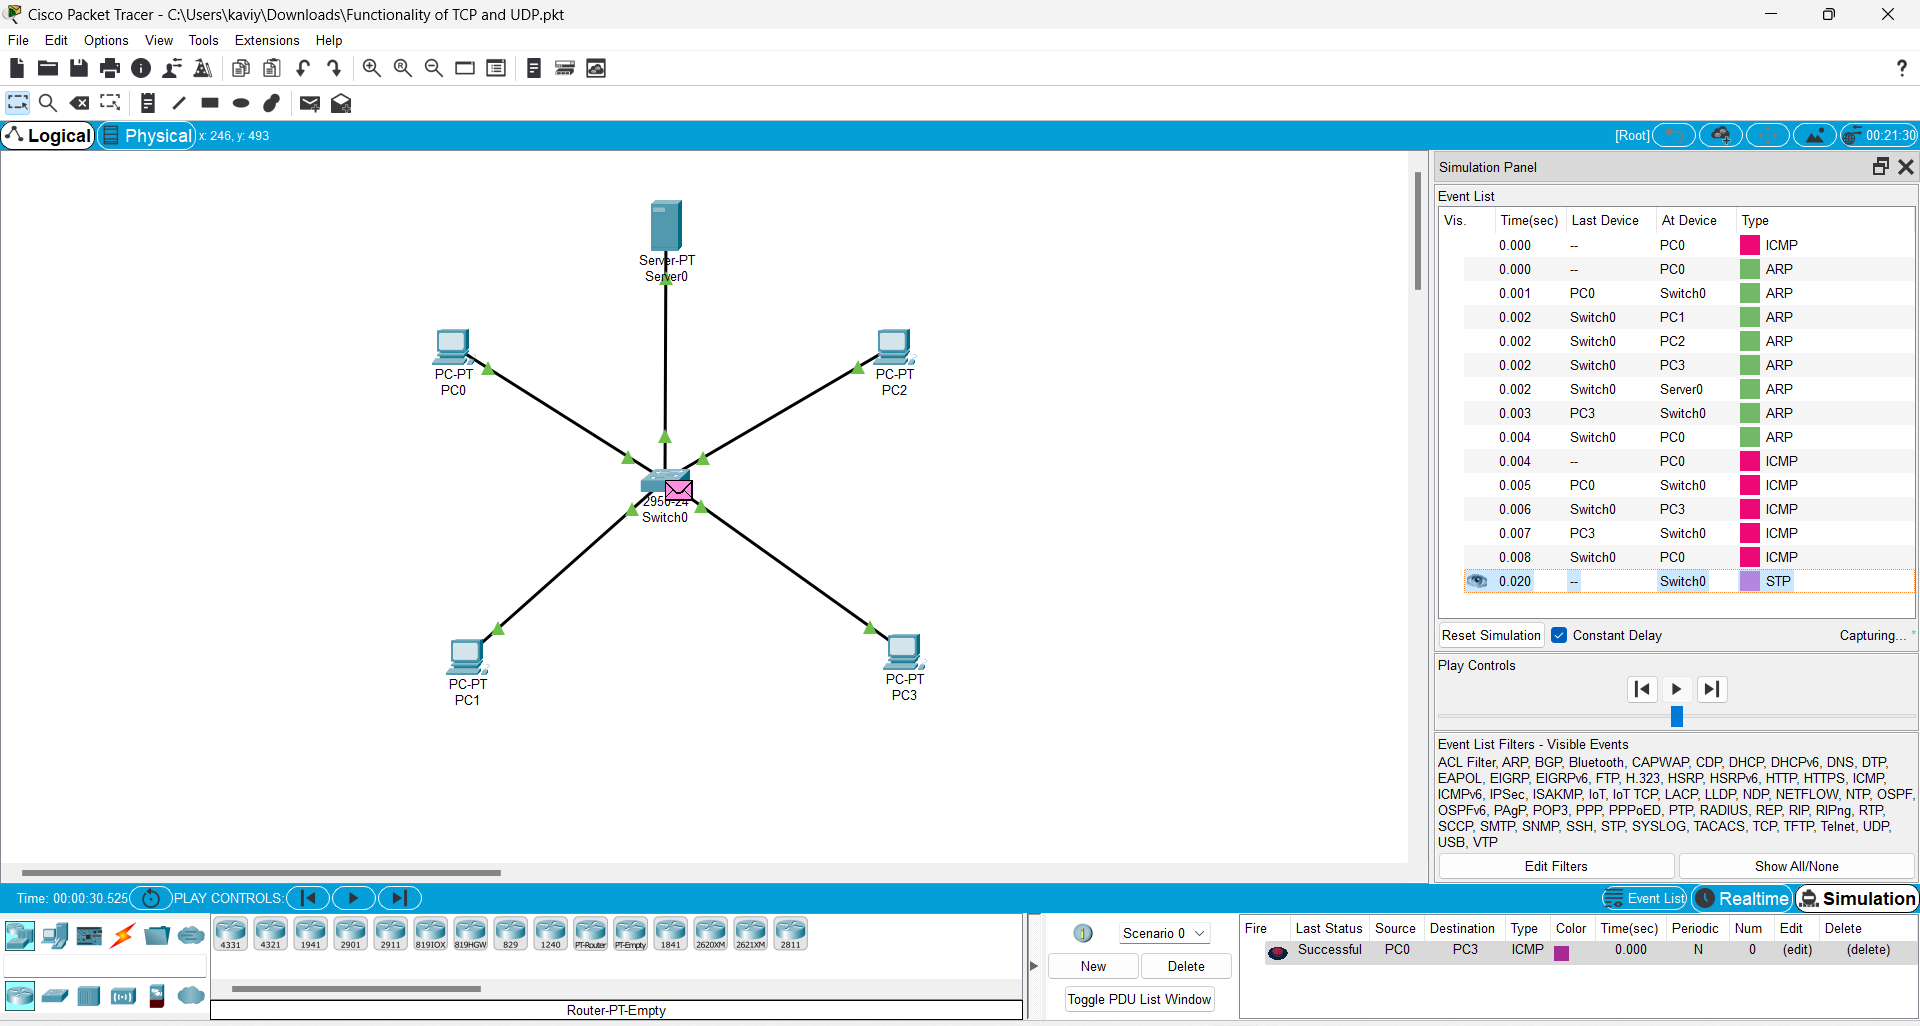 Cisco Packet Tracer - C:\Users\kaviy\Downloads\Functionality of TCP and UDP.pkt
File Edit Options View Tools Extensions Help
Logical Physical x: 246, y: 493 [Root] 00:21:30
Server-PT
Server0
PC-PT
PC0
PC-PT
PC2
2950-24
Switch0
PC-PT
PC1
PC-PT
PC3
Simulation Panel
Event List
Vis. Time(sec) Last Device At Device Type
0.000 -- PC0 ICMP
0.000 -- PC0 ARP
0.001 PC0 Switch0 ARP
0.002 Switch0 PC1 ARP
0.002 Switch0 PC2 ARP
0.002 Switch0 PC3 ARP
0.002 Switch0 Server0 ARP
0.003 PC3 Switch0 ARP
0.004 Switch0 PC0 ARP
0.004 -- PC0 ICMP
0.005 PC0 Switch0 ICMP
0.006 Switch0 PC3 ICMP
0.007 PC3 Switch0 ICMP
0.008 Switch0 PC0 ICMP
0.020 -- Switch0 STP
Reset Simulation Constant Delay Capturing... *
Play Controls
Event List Filters - Visible Events
ACL Filter, ARP, BGP, Bluetooth, CAPWAP, CDP, DHCP, DHCPv6, DNS, DTP,
EAPOL, EIGRP, EIGRPv6, FTP, H.323, HSRP, HSRPv6, HTTP, HTTPS, ICMP,
ICMPv6, IPSec, ISAKMP, IoT, IoT TCP, LACP, LLDP, NDP, NETFLOW, NTP, OSPF,
OSPFv6, PAgP, POP3, PPP, PPPoED, PTP, RADIUS, REP, RIP, RIPng, RTP,
SCCP, SMTP, SNMP, SSH, STP, SYSLOG, TACACS, TCP, TFTP, Telnet, UDP,
USB, VTP
Edit Filters Show All/None
Time: 00:00:30.525 PLAY CONTROLS: Event List Realtime Simulation
4331 4321 1941 2901 2911 819IOX 819HGW 829 1240 PT-Router PT-Empty 1841 2620XM 2621XM 2811
Router-PT-Empty
1 Scenario 0
New Delete
Toggle PDU List Window
Fire Last Status Source Destination Type Color Time(sec) Periodic Num Edit Delete
Successful PC0 PC3 ICMP 0.000 N 0 (edit) (delete)